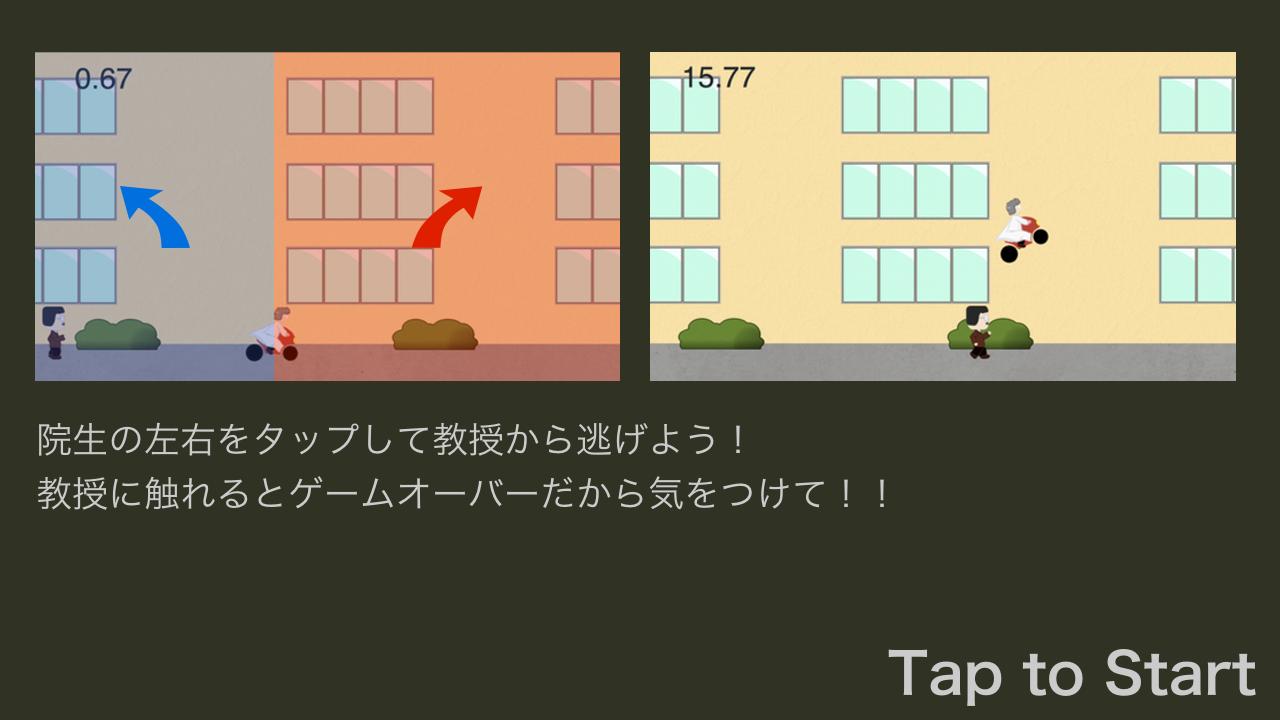 0.67
15.77
院生の左右をタップして教授から逃げよう！
教授に触れるとゲームオーバーだから気をつけて！！
Tap to Start